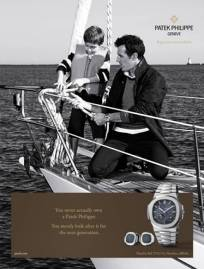 PATEK PHILIPPE
GENEVE
You never actually own
a Patek Philippe.
You merely look after it for
the next generation.